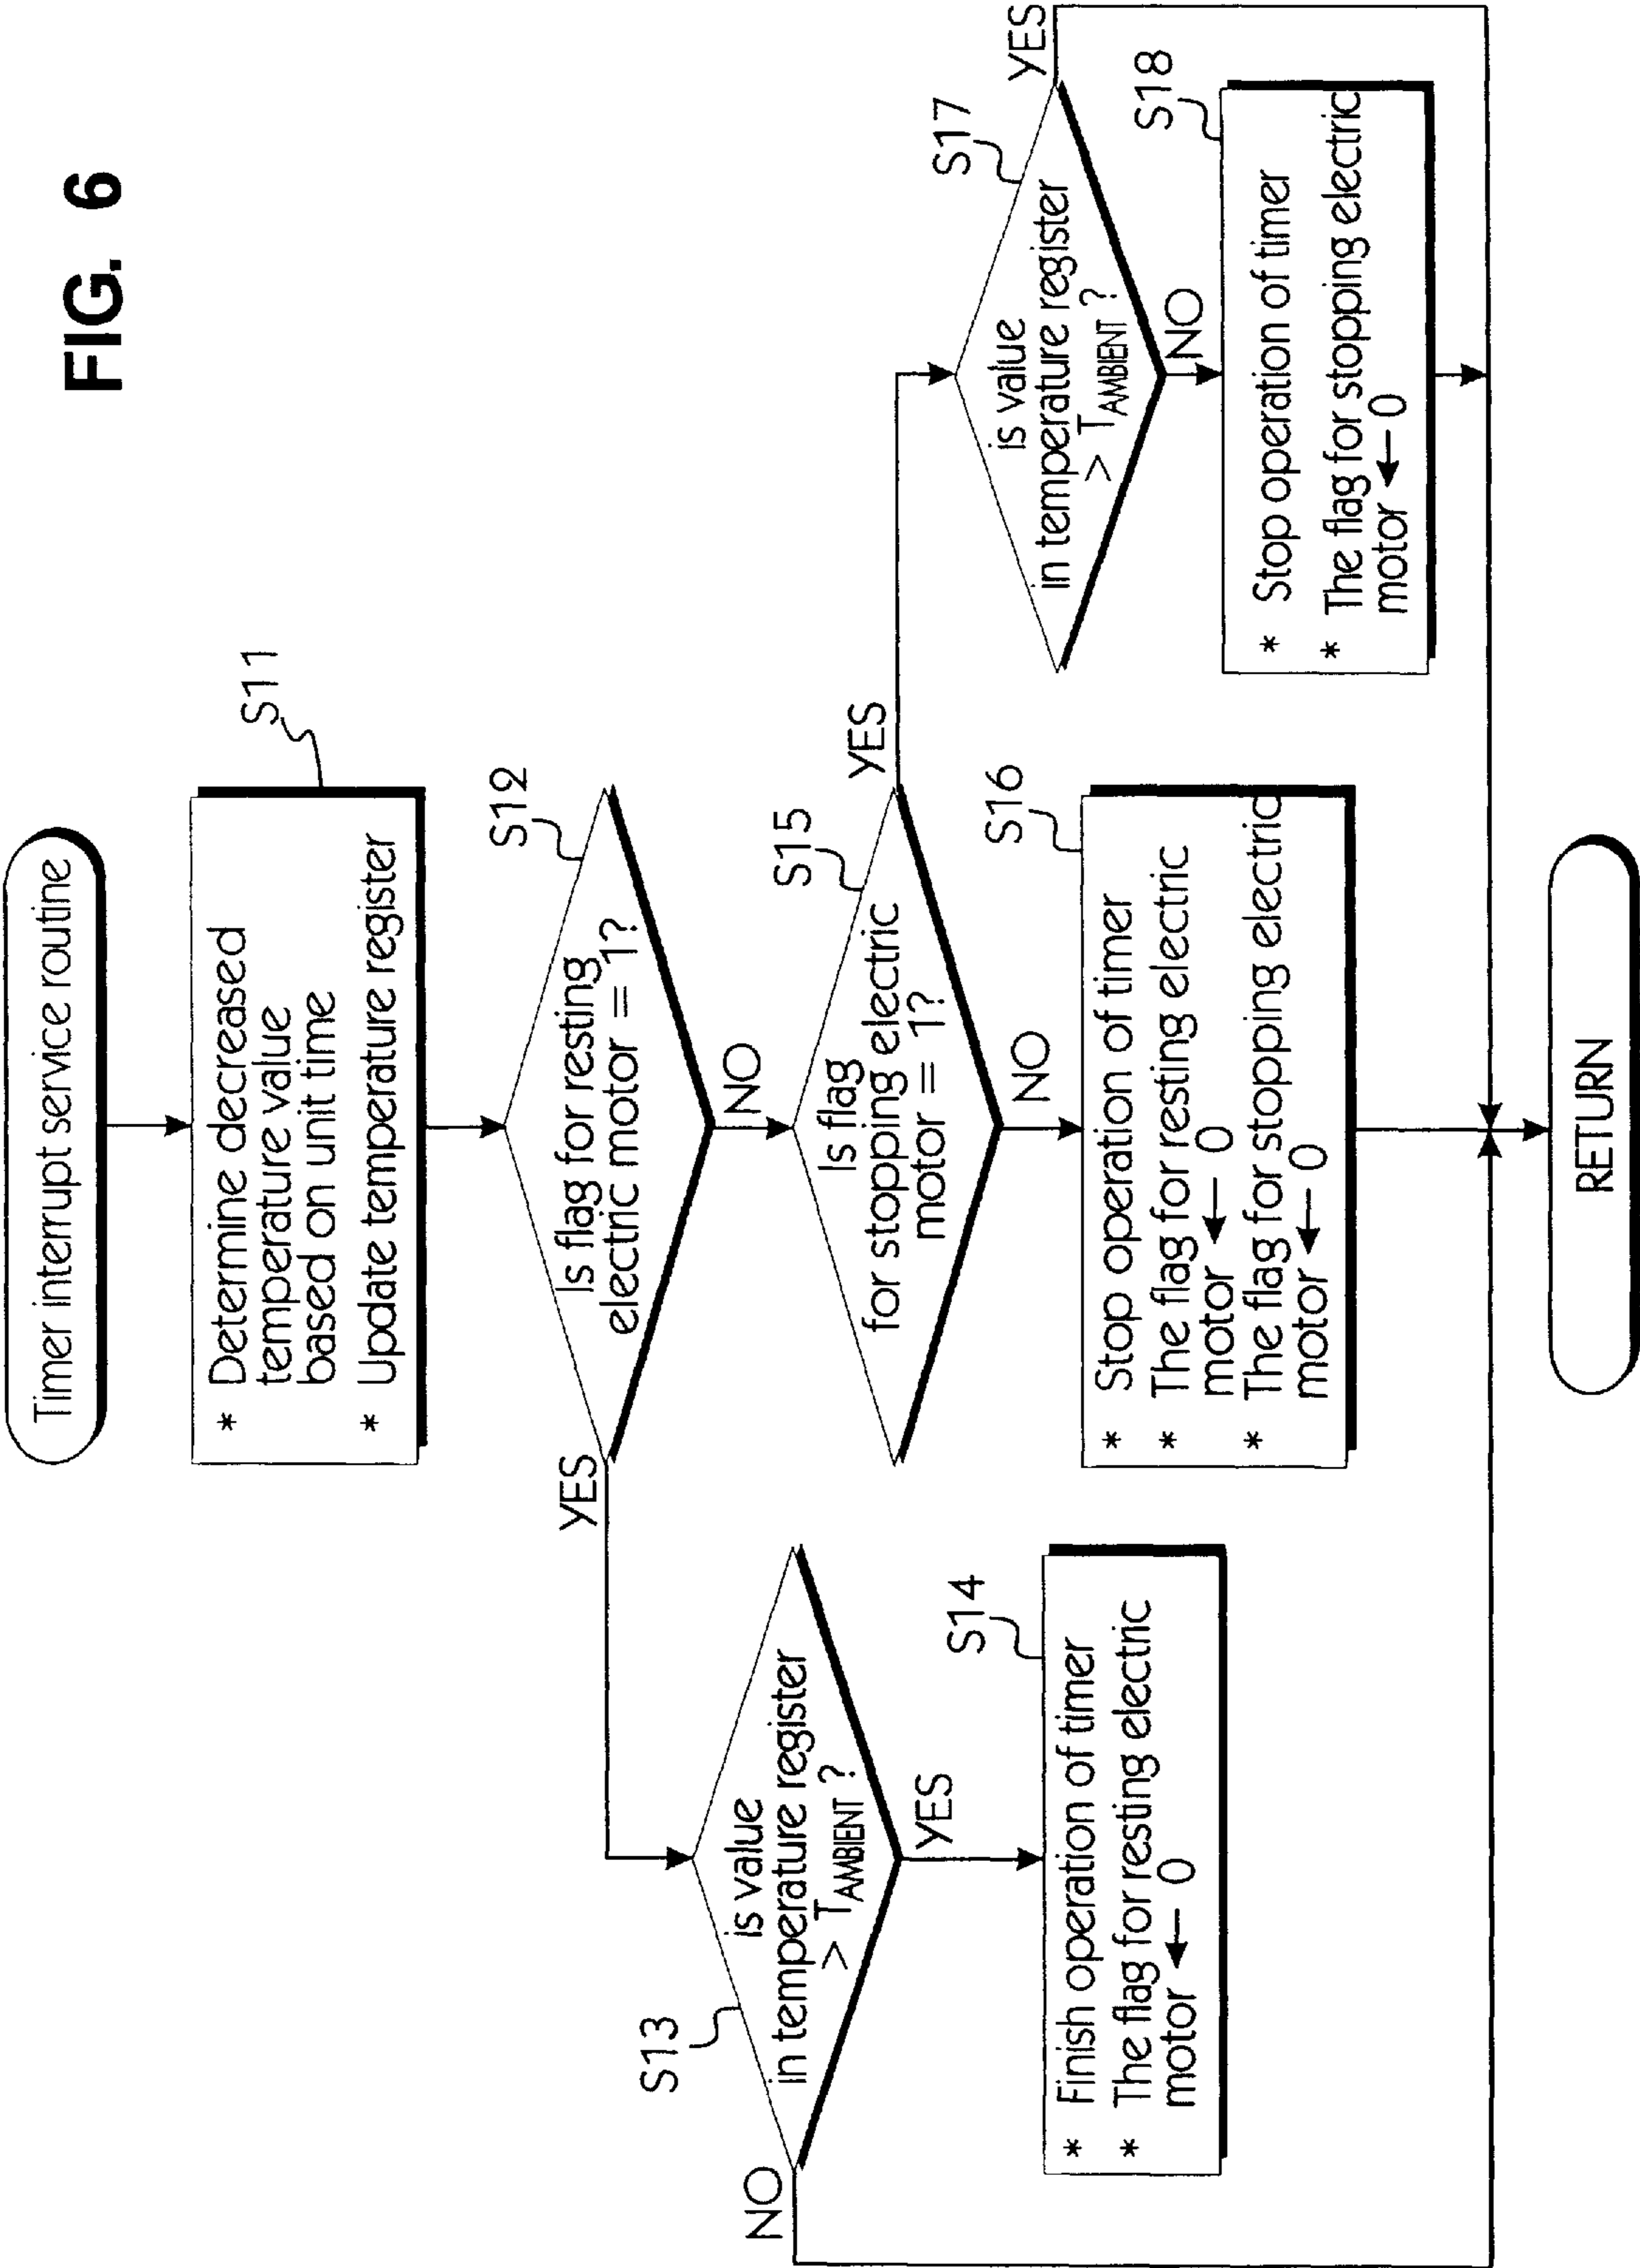 FIG. 6
Timer interrupt service routine
S11
* Determine decreased
temperature value
based on unit time
* Update temperature register
S12
Is flag for resting
electric motor = 1?
YES
NO
S13
is value
in temperature register
> TAMBIENT ?
NO
YES
S14
* Finish operation of timer
* The flag for resting electric
motor ← 0
S15
Is flag
for stopping electric
motor = 1?
YES
NO
S16
* Stop operation of timer
* The flag for resting electric
motor ← 0
* The flag for stopping electric
motor ← 0
S17
is value
in temperature register
> TAMBIENT ?
YES
NO
S18
* Stop operation of timer
* The flag for stopping electric
motor ← 0
RETURN